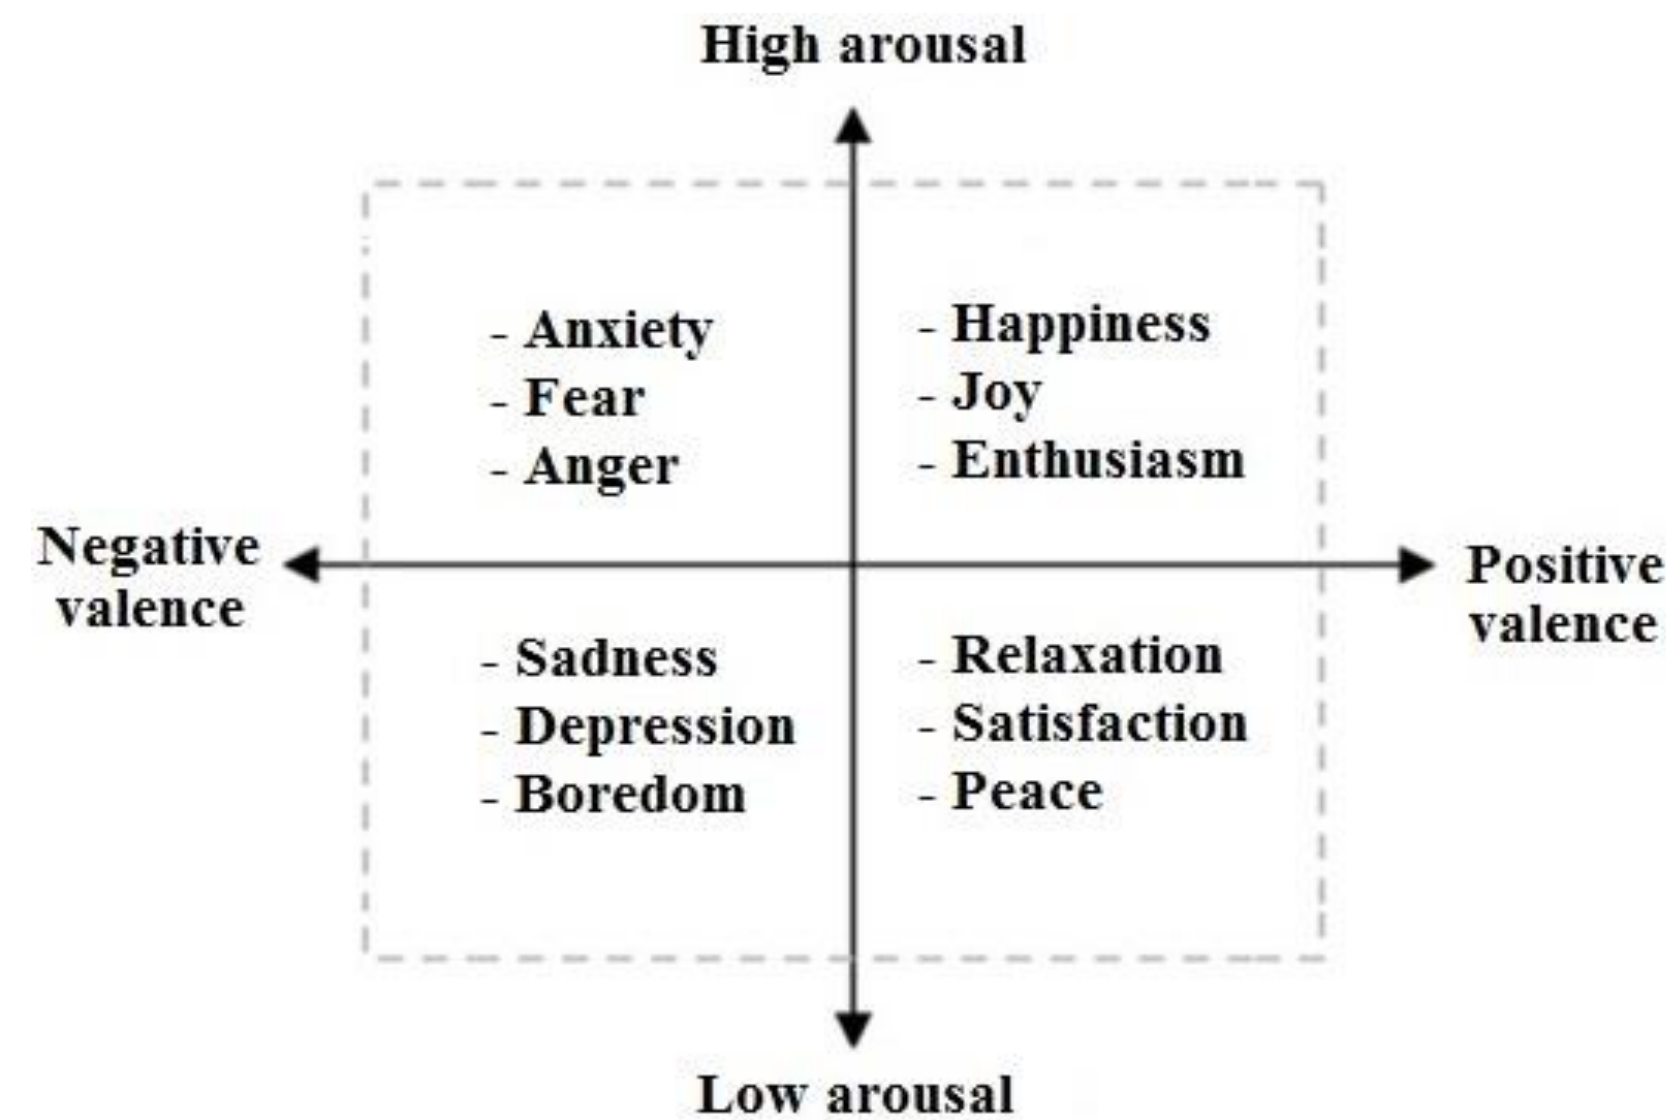 High arousal
- Anxiety
- Fear
- Anger
- Happiness
- Joy
- Enthusiasm
Negative
valence
Positive
valence
- Sadness
- Depression
- Boredom
- Relaxation
- Satisfaction
- Peace
Low arousal